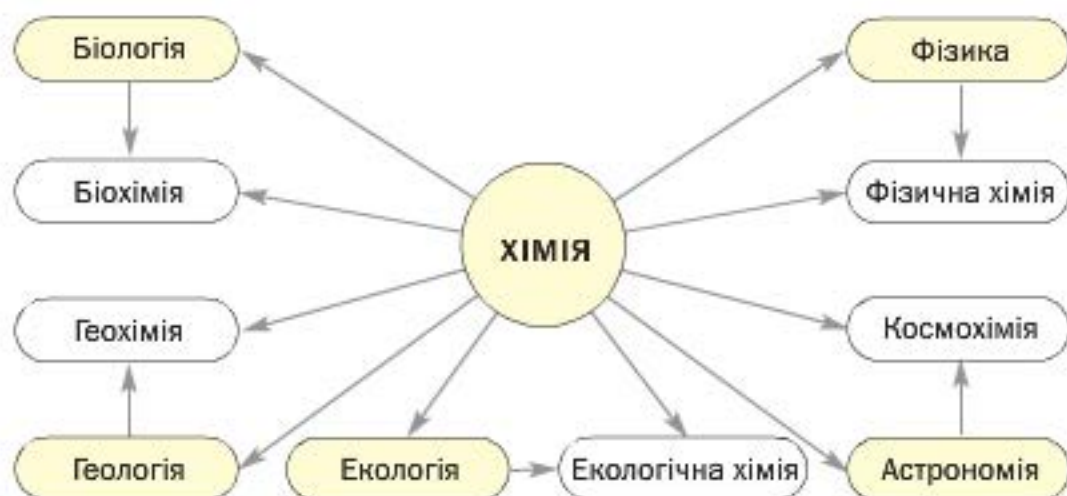 Біологія
Фізика
Біохімія
Фізична хімія
ХІМІЯ
Геохімія
Космохімія
Геологія
Екологія
Екологічна хімія
Астрономія